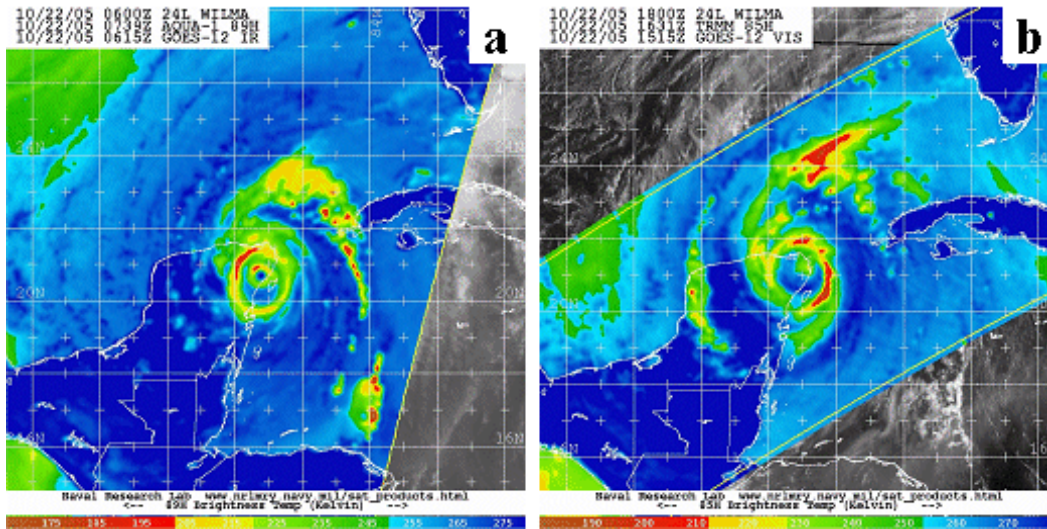 10/22/05 0600Z 24L WILMA
10/22/05 0739Z AQUA-1 89H
10/22/05 0615Z GOES-12 IR
a
84W
24N
20N
16N
Naval Research Lab www.nrlmry.navy.mil/sat_products.html
<-- 89H Brightness Temp (Kelvin) -->
175 185 195 205 215 225 235 245 255 265 275
10/22/05 1800Z 24L WILMA
10/22/05 1631Z TRMM 85H
10/22/05 1515Z GOES-12 VIS
b
24N
24N
20N
20N
16N
16N
Naval Research Lab www.nrlmry.navy.mil/sat_products.html
<-- 85H Brightness Temp (Kelvin) -->
190 200 210 220 230 240 250 260 270